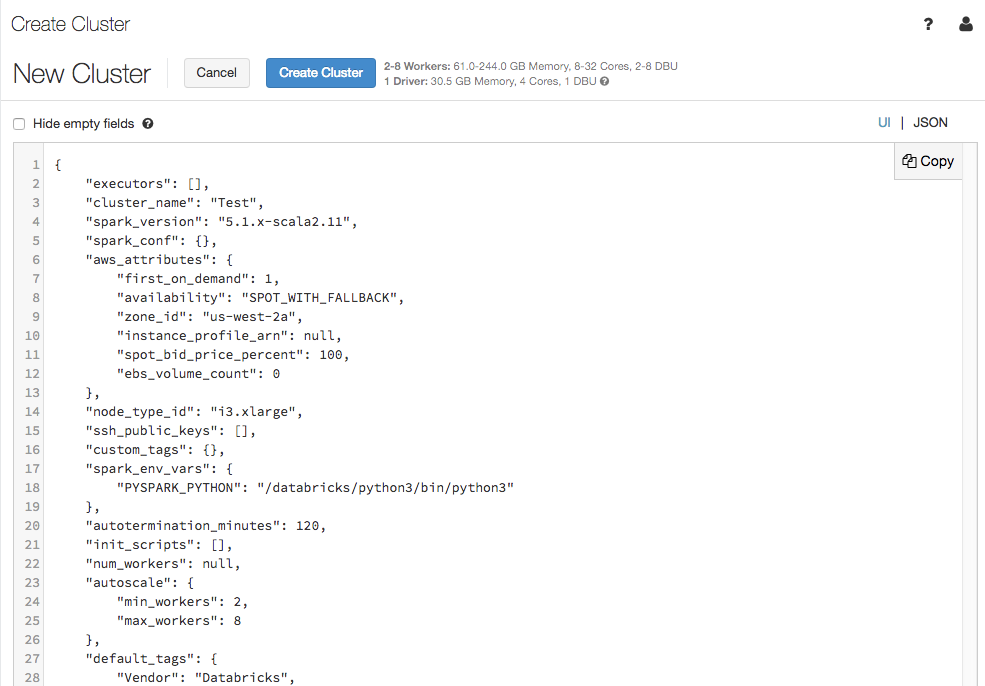 Create Cluster
?
New Cluster
Cancel
Create Cluster
2-8 Workers: 61.0-244.0 GB Memory, 8-32 Cores, 2-8 DBU
1 Driver: 30.5 GB Memory, 4 Cores, 1 DBU ?
Hide empty fields ?
UI | JSON
Copy
1 {
2 "executors": [],
3 "cluster_name": "Test",
4 "spark_version": "5.1.x-scala2.11",
5 "spark_conf": {},
6 "aws_attributes": {
7 "first_on_demand": 1,
8 "availability": "SPOT_WITH_FALLBACK",
9 "zone_id": "us-west-2a",
10 "instance_profile_arn": null,
11 "spot_bid_price_percent": 100,
12 "ebs_volume_count": 0
13 },
14 "node_type_id": "i3.xlarge",
15 "ssh_public_keys": [],
16 "custom_tags": {},
17 "spark_env_vars": {
18 "PYSPARK_PYTHON": "/databricks/python3/bin/python3"
19 },
20 "autotermination_minutes": 120,
21 "init_scripts": [],
22 "num_workers": null,
23 "autoscale": {
24 "min_workers": 2,
25 "max_workers": 8
26 },
27 "default_tags": {
28 "Vendor": "Databricks",